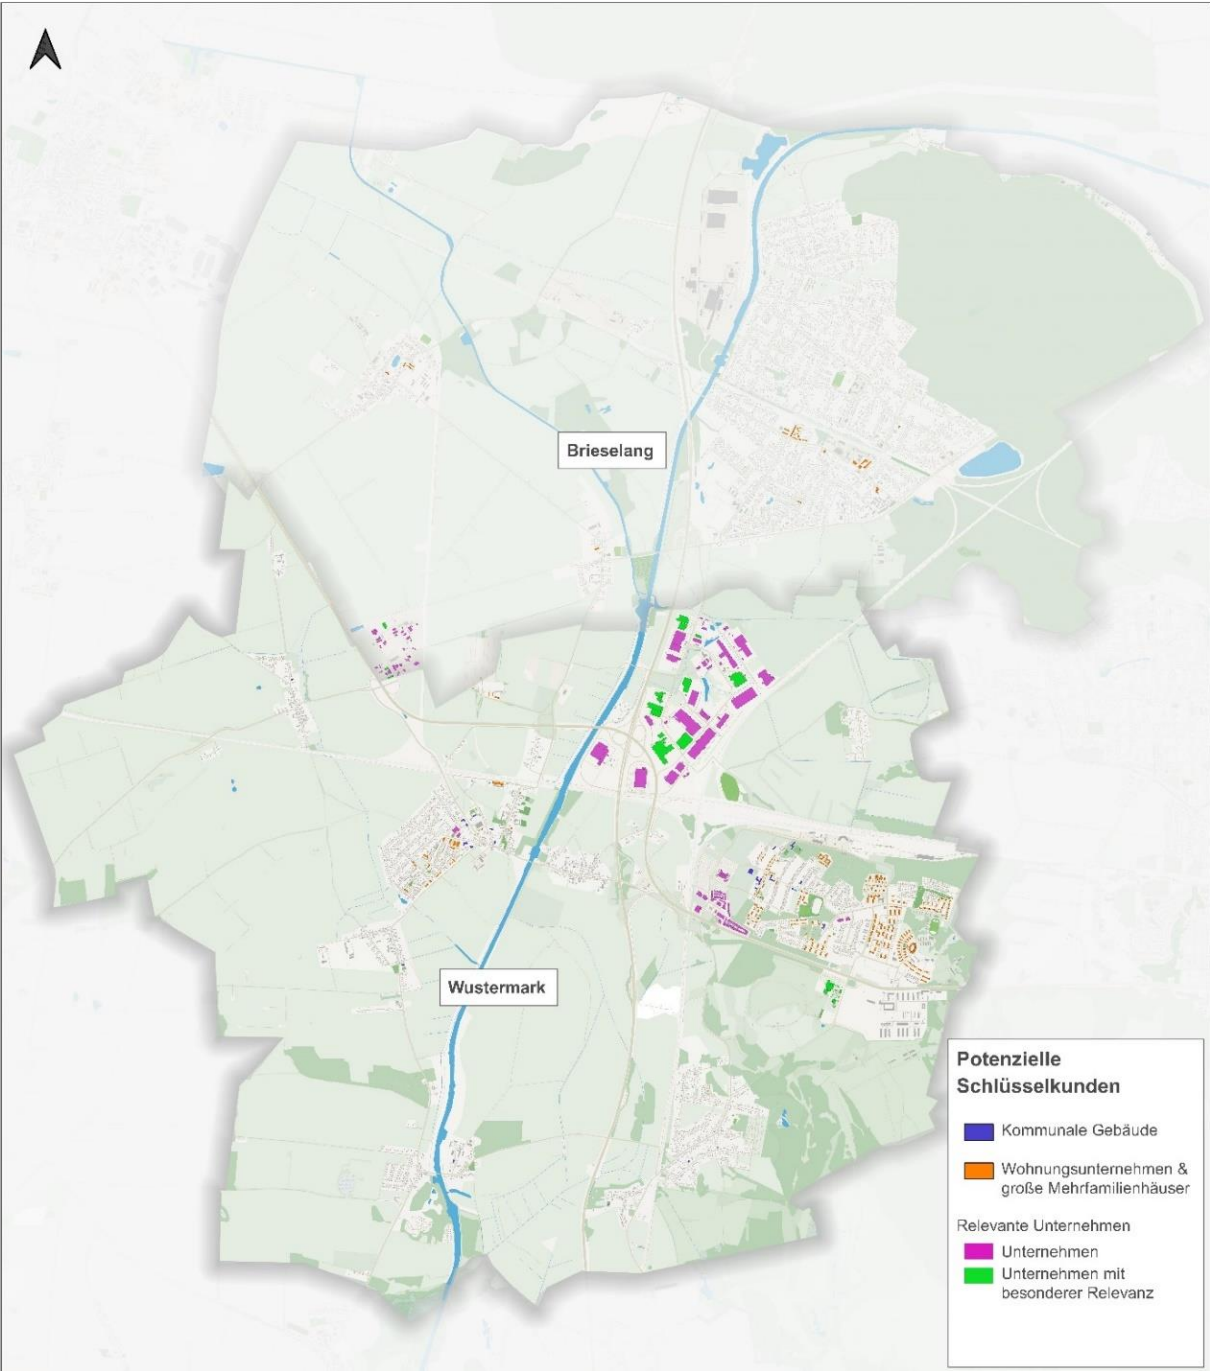 Brieselang
Wustermark
Potenzielle
Schlüsselkunden
Kommunale Gebäude
Wohnungsunternehmen &
große Mehrfamilienhäuser
Relevante Unternehmen
Unternehmen
Unternehmen mit
besonderer Relevanz